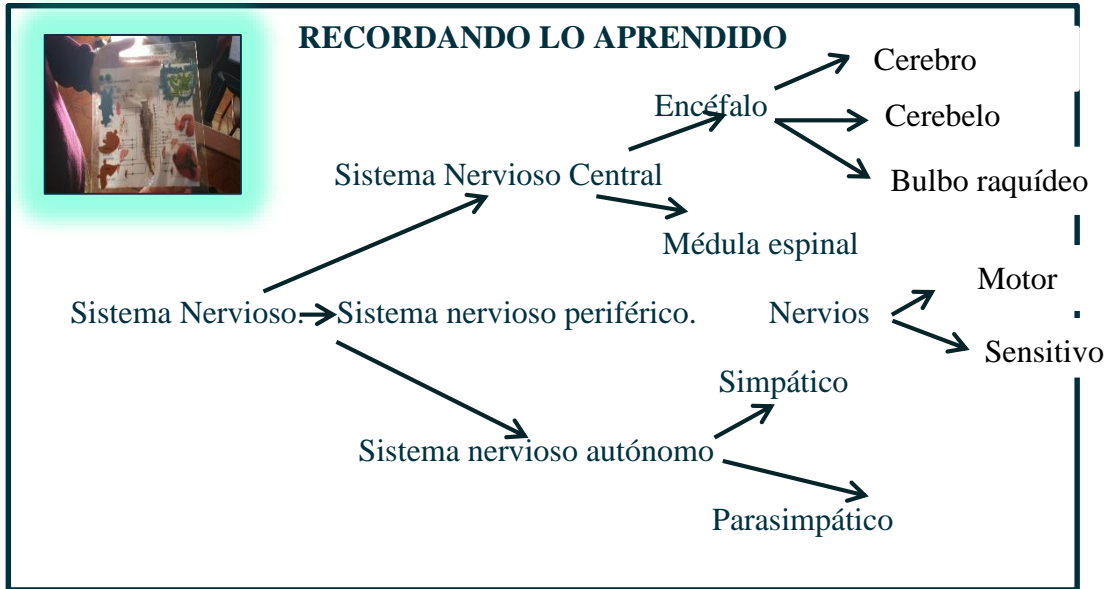 RECORDANDO LO APRENDIDO
Cerebro
Encéfalo
Cerebelo
Sistema Nervioso Central
Bulbo raquídeo
Médula espinal
Motor
Sistema Nervioso.
Sistema nervioso periférico.
Nervios
Sensitivo
Simpático
Sistema nervioso autónomo
Parasimpático